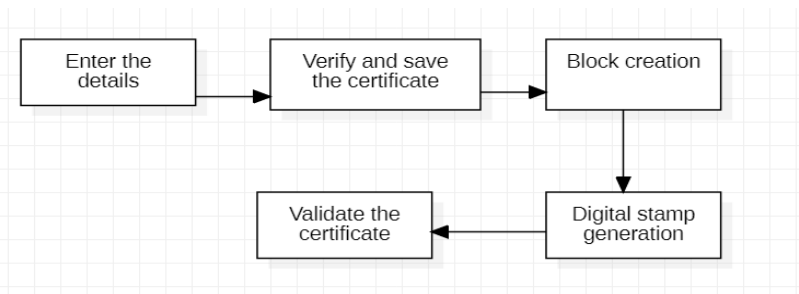 Enter the
details
Verify and save
the certificate
Block creation
Digital stamp
generation
Validate the
certificate